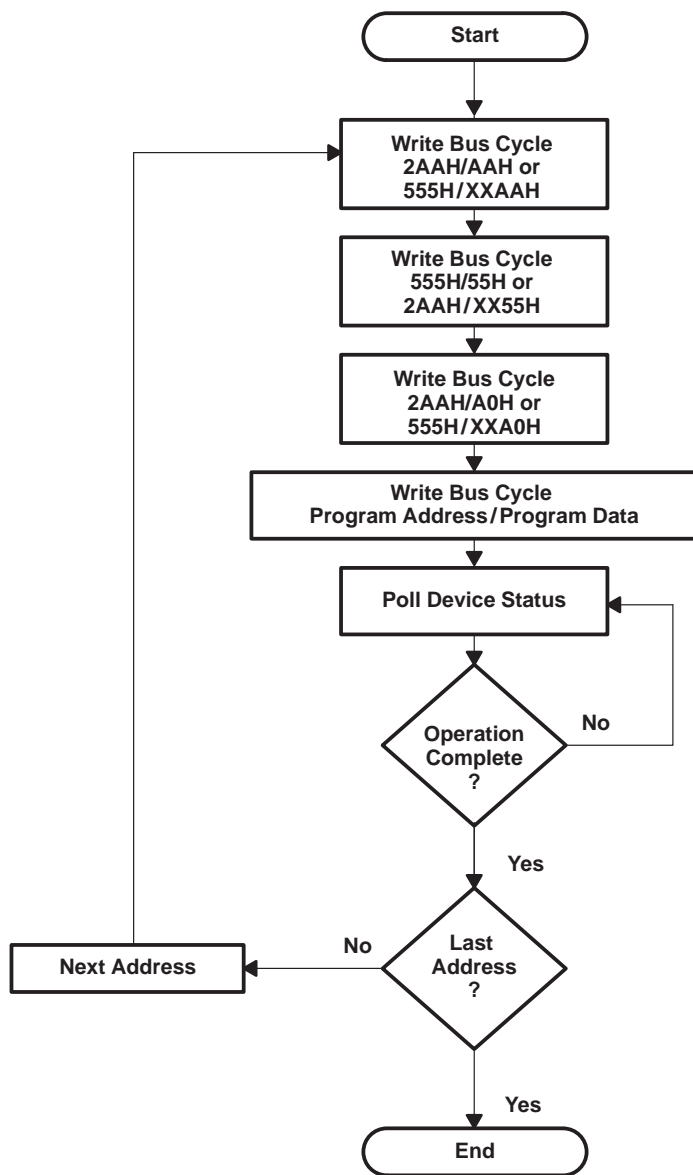 Start
Write Bus Cycle
2AAH/AAH or
555H/XXAAH
Write Bus Cycle
555H/55H or
2AAH/XX55H
Write Bus Cycle
2AAH/A0H or
555H/XXA0H
Write Bus Cycle
Program Address/Program Data
Poll Device Status
Operation
Complete
?
No
Yes
Last
Address
?
No
Next Address
Yes
End